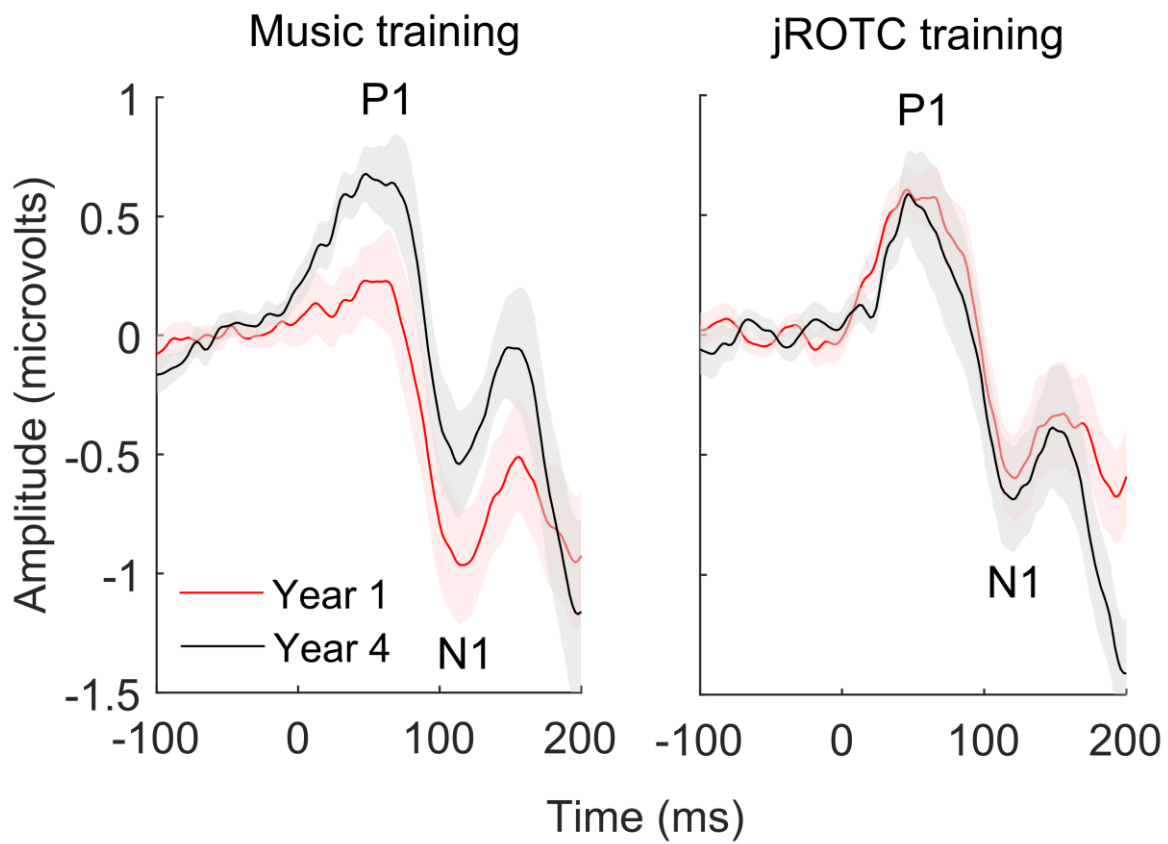 Music training
jROTC training
P1
P1
1
0.5
0
-0.5
-1
-1.5
Amplitude (microvolts)
Year 1
Year 4
N1
N1
-100 0 100 200
-100 0 100 200
Time (ms)